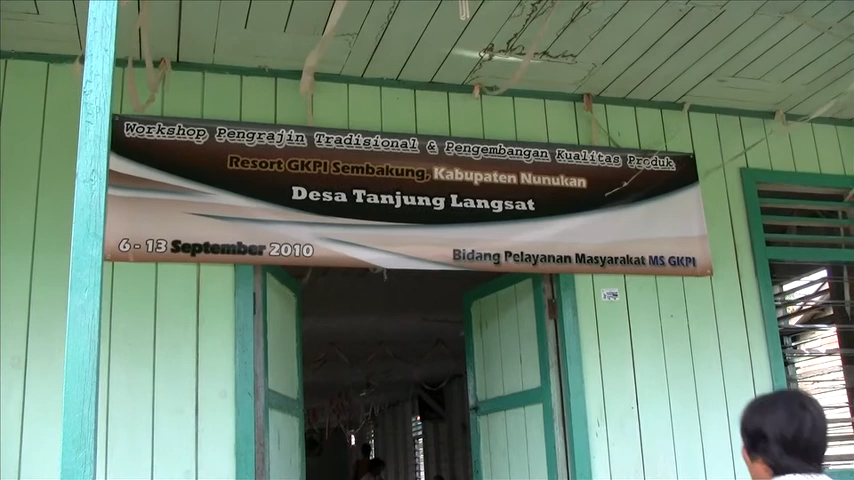 Workshop Pengrajin Tradisional & Pengembangan Kualitas Produk
Resort GKPI Sembakung, Kabupaten Nunukan
Desa Tanjung Langsat
6 - 13 September 2010
Bidang Pelayanan Masyarakat MS GKPI